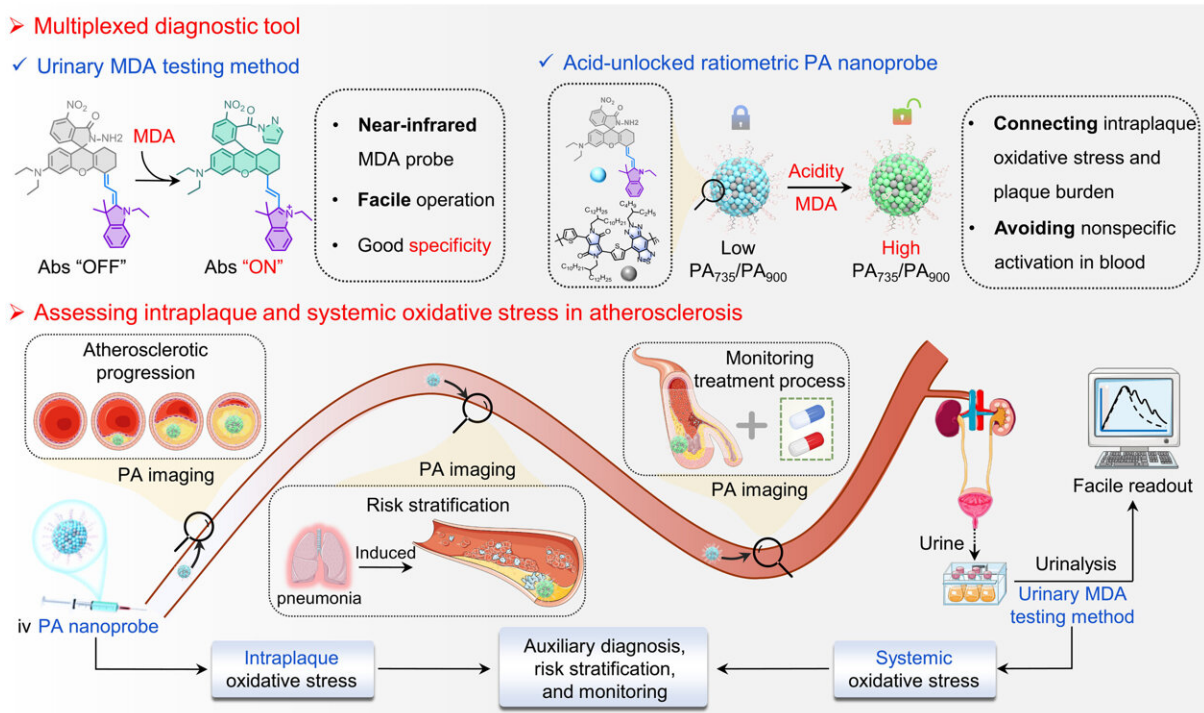 ➢ Multiplexed diagnostic tool
✓ Urinary MDA testing method
NO₂
O
N-NH2
N
O
N
MDA
NO₂
O
N
N
N
O
N⁺
Abs "OFF"
Abs "ON"
• Near-infrared
MDA probe
• Facile operation
• Good specificity
✓ Acid-unlocked ratiometric PA nanoprobe
NO₂
O
N-NH2
N
O
N
Acidity
MDA
Low
PA₇₃₅/PA₉₀₀
High
PA₇₃₅/PA₉₀₀
• Connecting intraplaque
oxidative stress and
plaque burden
• Avoiding nonspecific
activation in blood
➢ Assessing intraplaque and systemic oxidative stress in atherosclerosis
Atherosclerotic
progression
PA imaging
PA imaging
Risk stratification
Induced
pneumonia
Monitoring
treatment process
PA imaging
Facile readout
Urine
Urinalysis
Urinary MDA
testing method
iv PA nanoprobe
Intraplaque
oxidative stress
Auxiliary diagnosis,
risk stratification,
and monitoring
Systemic
oxidative stress